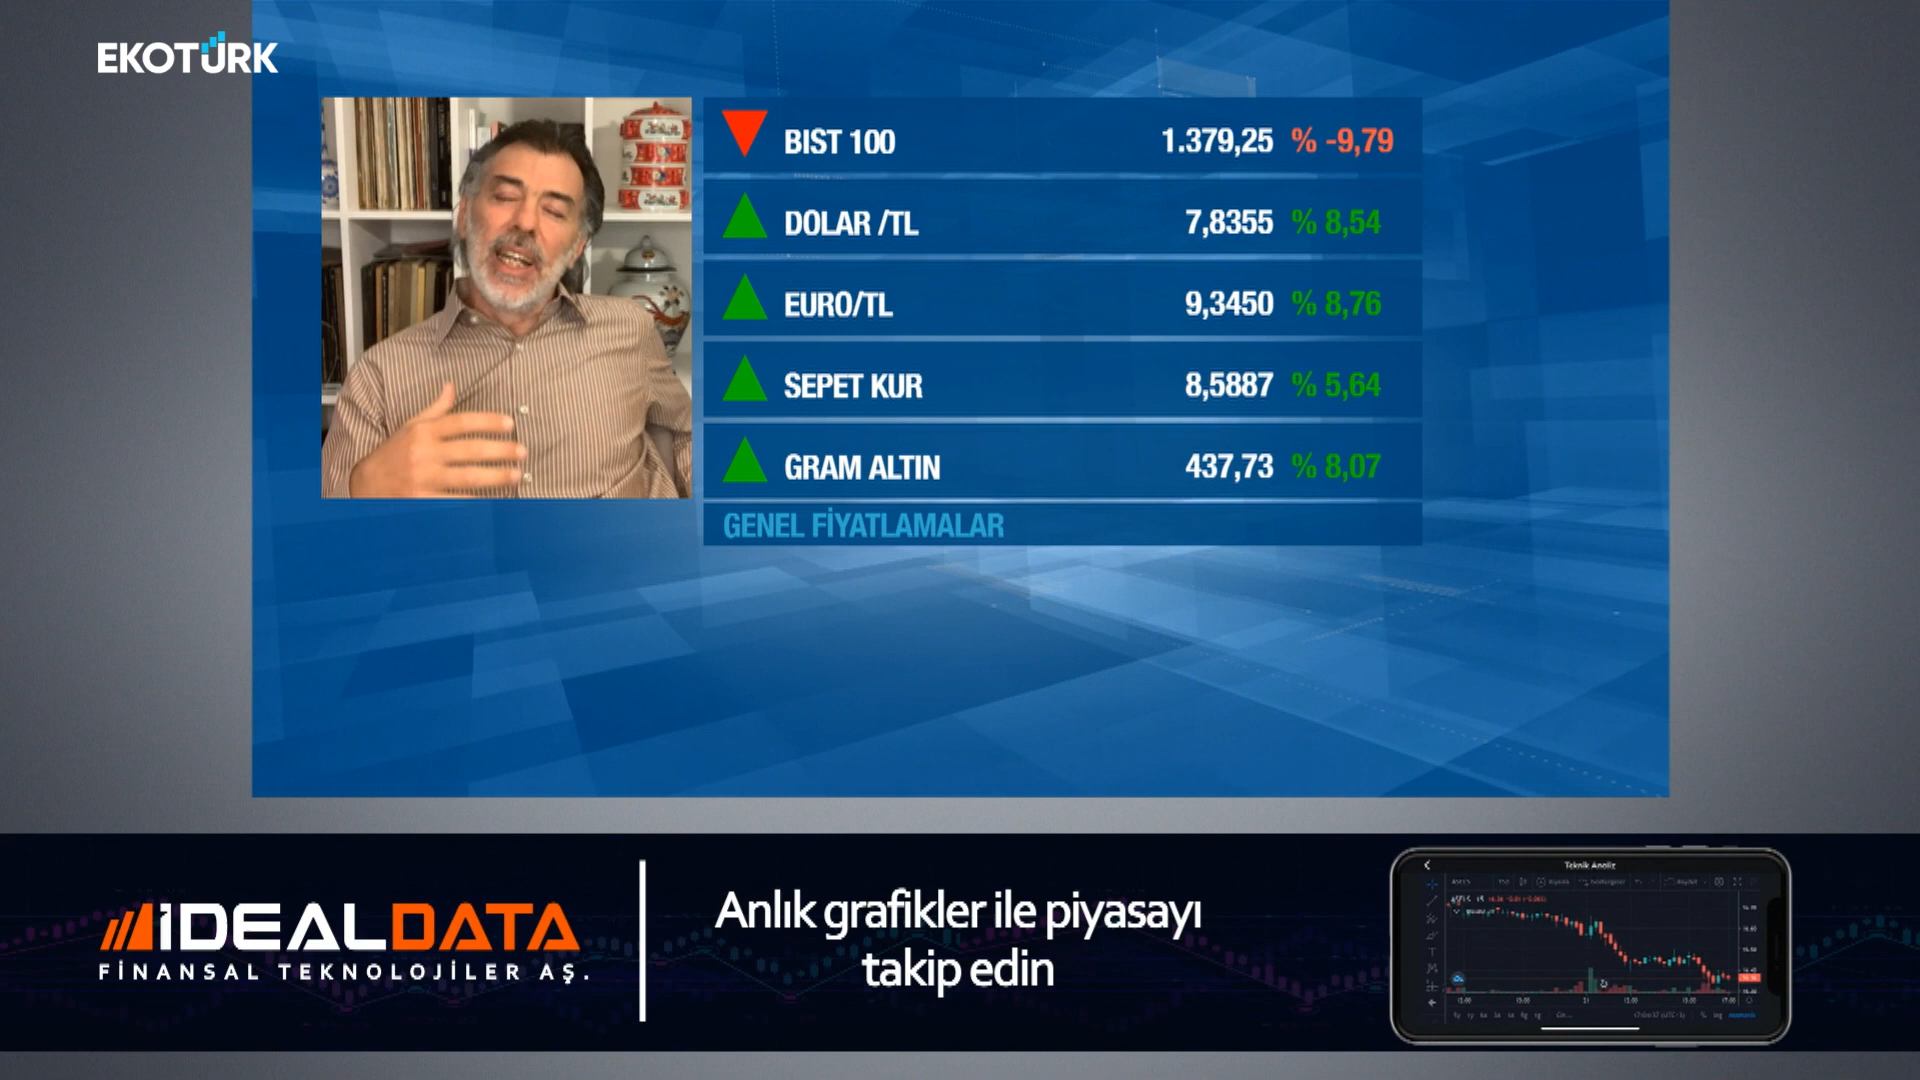 EKOTÜRK
BIST 100 1.379,25 % -9,79
DOLAR /TL 7,8355 % 8,54
EURO/TL 9,3450 % 8,76
SEPET KUR 8,5887 % 5,64
GRAM ALTIN 437,73 % 8,07
GENEL FİYATLAMALAR
iDEALDATA
FİNANSAL TEKNOLOJİLER AŞ.
Anlık grafikler ile piyasayı
takip edin
Teknik Analiz